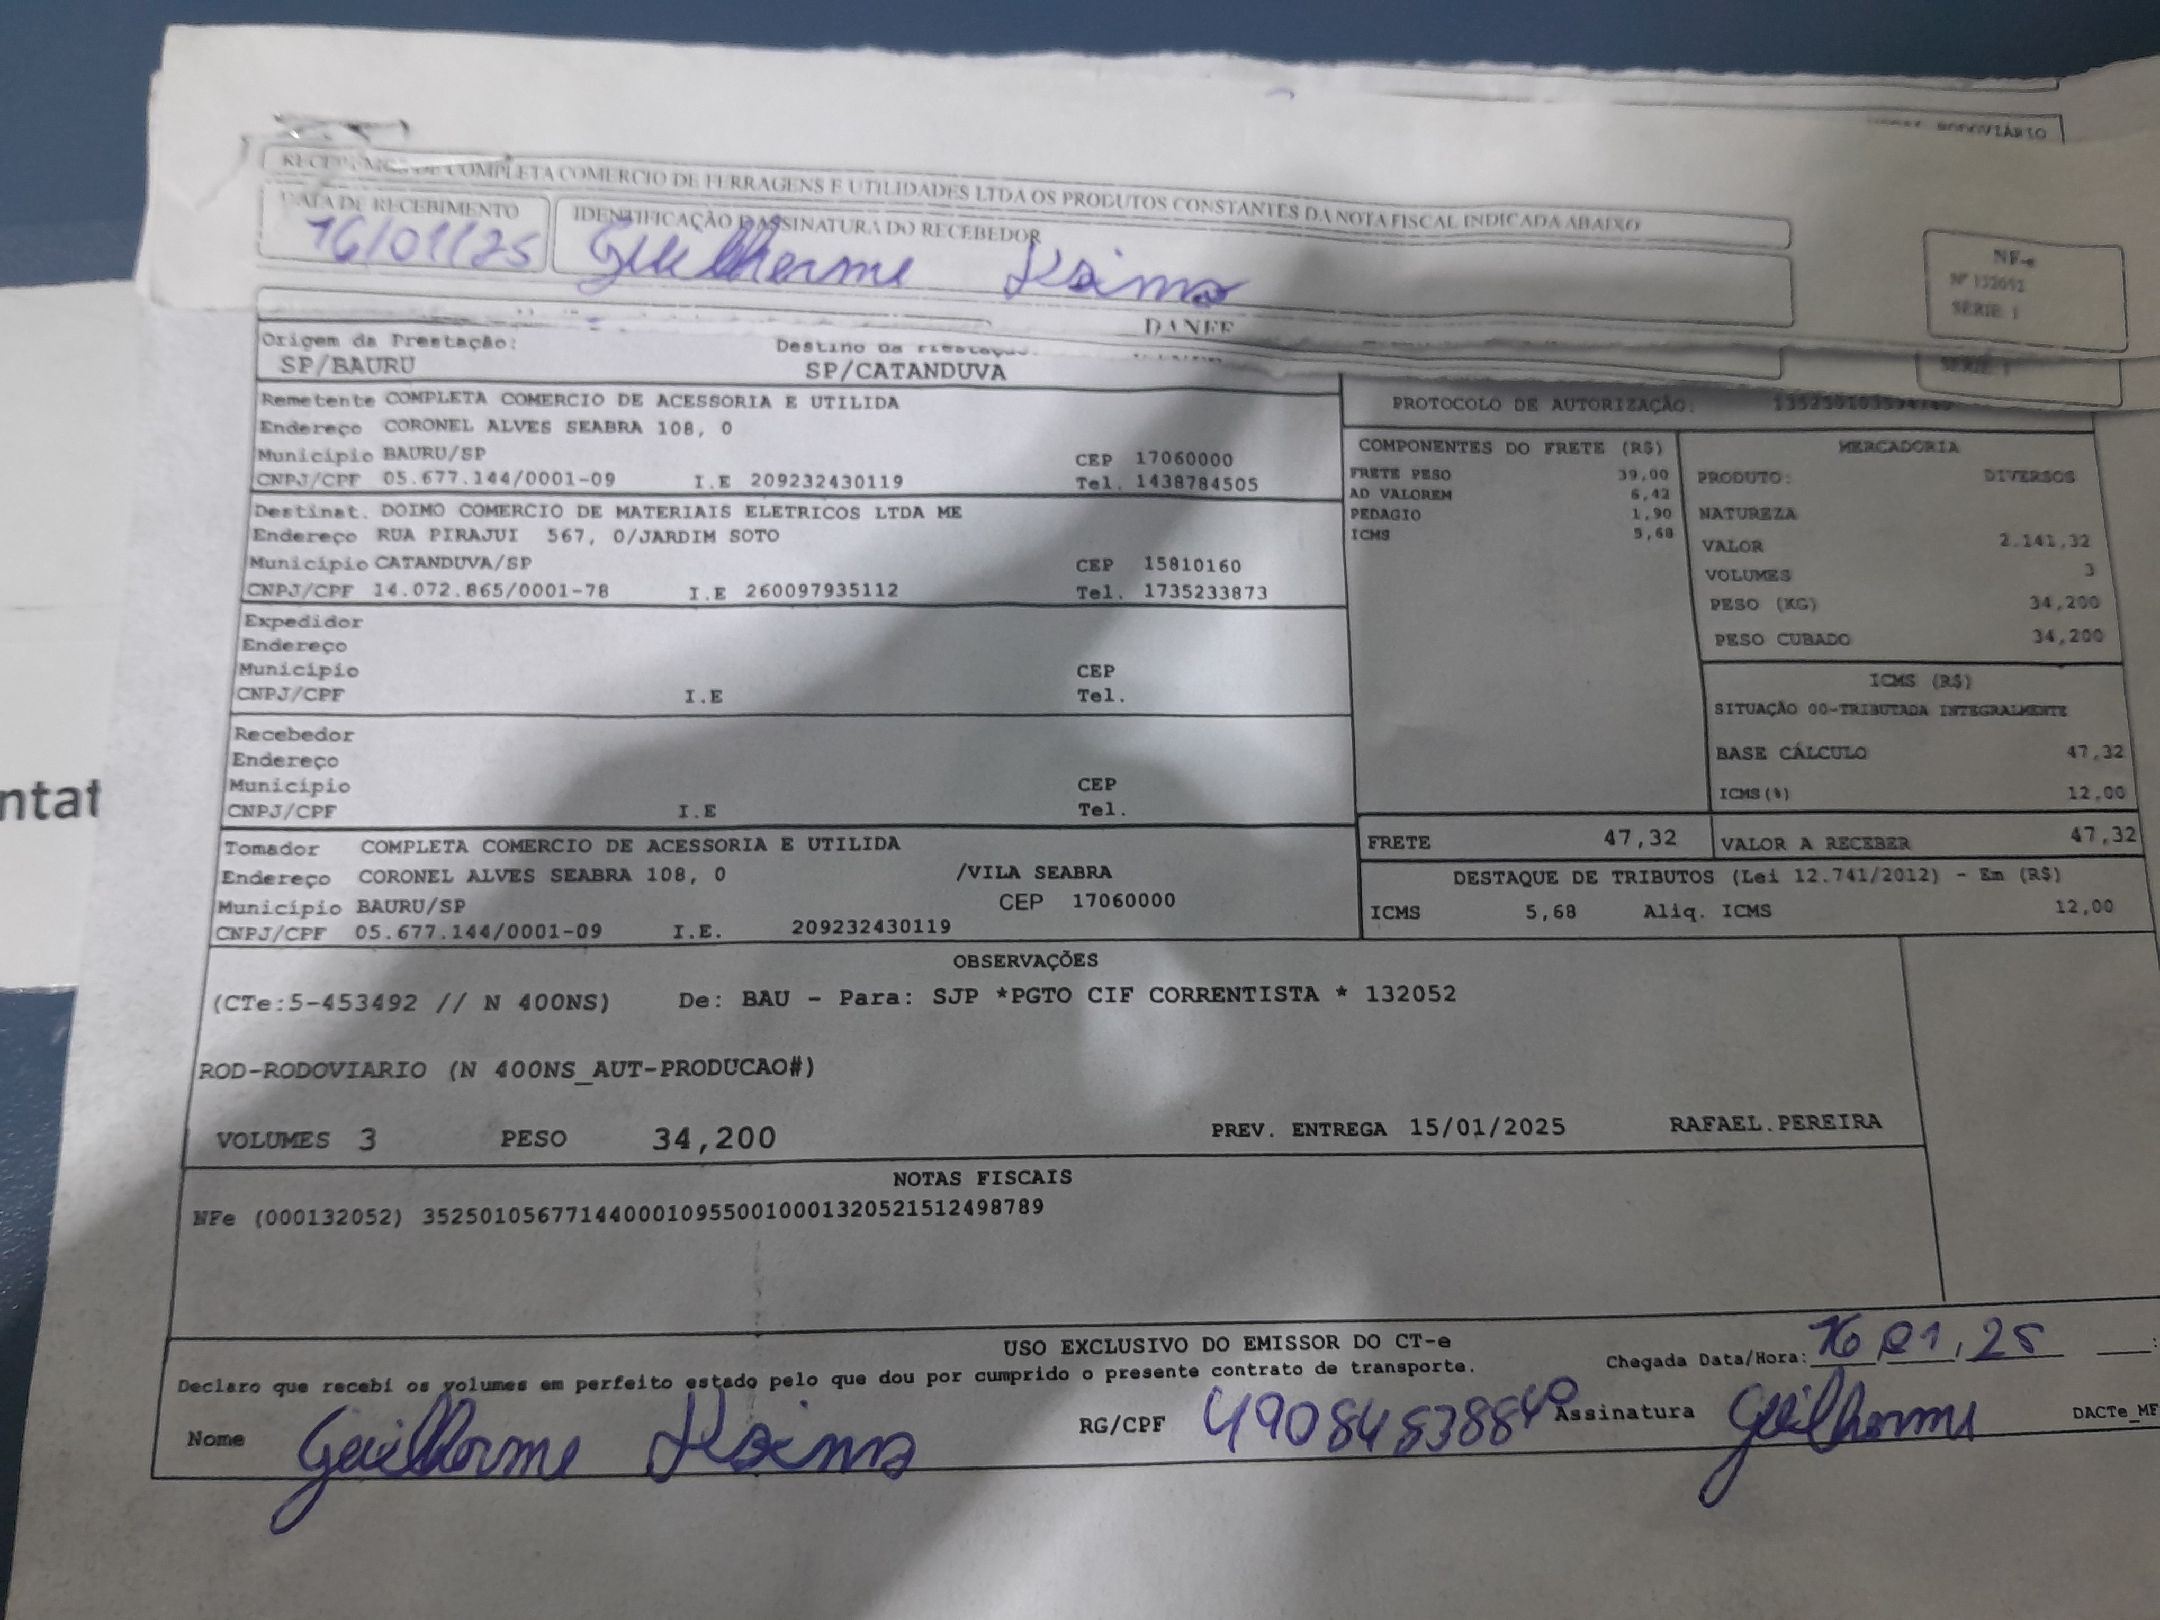 RODOVIÁRIO
DE COMPLETA COMERCIO DE FERRAGENS E UTILIDADES LTDA OS PRODUTOS CONSTANTES DA NOTA FISCAL INDICADA ABAIXO
DATA DE RECEBIMENTO
16/01/25
IDENTIFICAÇÃO E ASSINATURA DO RECEBEDOR
Guilherme
NF-e
Nº 132052
SERIE 1
DANFE
SERIE 1
Origem da Prestação:
SP/BAURU
Destino da Prestação:
SP/CATANDUVA
Remetente COMPLETA COMERCIO DE ACESSORIA E UTILIDA
Endereço CORONEL ALVES SEABRA 108, 0
Município BAURU/SP CEP 17060000
CNPJ/CPF 05.677.144/0001-09 I.E 209232430119 Tel. 1438784505
Destinat. DOIMO COMERCIO DE MATERIAIS ELETRICOS LTDA ME
Endereço RUA PIRAJUI 567, 0/JARDIM SOTO
Município CATANDUVA/SP CEP 15810160
CNPJ/CPF 14.072.865/0001-78 I.E 260097935112 Tel. 1735233873
Expedidor
Endereço
Município CEP
CNPJ/CPF I.E Tel.
Recebedor
Endereço
Município CEP
CNPJ/CPF I.E Tel.
Tomador COMPLETA COMERCIO DE ACESSORIA E UTILIDA
Endereço CORONEL ALVES SEABRA 108, 0 /VILA SEABRA
Município BAURU/SP CEP 17060000
CNPJ/CPF 05.677.144/0001-09 I.E. 209232430119
PROTOCOLO DE AUTORIZAÇÃO:
COMPONENTES DO FRETE (R$)
FRETE PESO 39,00
AD VALOREM 6,42
PEDAGIO 1,90
ICMS 5,68
MERCADORIA
PRODUTO: DIVERSOS
NATUREZA
VALOR 2.141,32
VOLUMES 3
PESO (KG) 34,200
PESO CUBADO 34,200
ICMS (R$)
SITUAÇÃO 00-TRIBUTADA INTEGRALMENTE
BASE CÁLCULO 47,32
ICMS(%) 12,00
FRETE 47,32 VALOR A RECEBER 47,32
DESTAQUE DE TRIBUTOS (Lei 12.741/2012) - Em (R$)
ICMS 5,68 Aliq. ICMS 12,00
OBSERVAÇÕES
(CTe:5-453492 // N 400NS) De: BAU - Para: SJP *PGTO CIF CORRENTISTA * 132052
ROD-RODOVIARIO (N 400NS_AUT-PRODUCAO#)
VOLUMES 3 PESO 34,200 PREV. ENTREGA 15/01/2025 RAFAEL.PEREIRA
NOTAS FISCAIS
NFe (000132052) 35250105677144000109550010001320521512498789
USO EXCLUSIVO DO EMISSOR DO CT-e
Declaro que recebi os volumes em perfeito estado pelo que dou por cumprido o presente contrato de transporte. Chegada Data/Hora: 16 01, 25
Nome Guilherme RG/CPF 49084838840 Assinatura Guilherme DACTe_MF